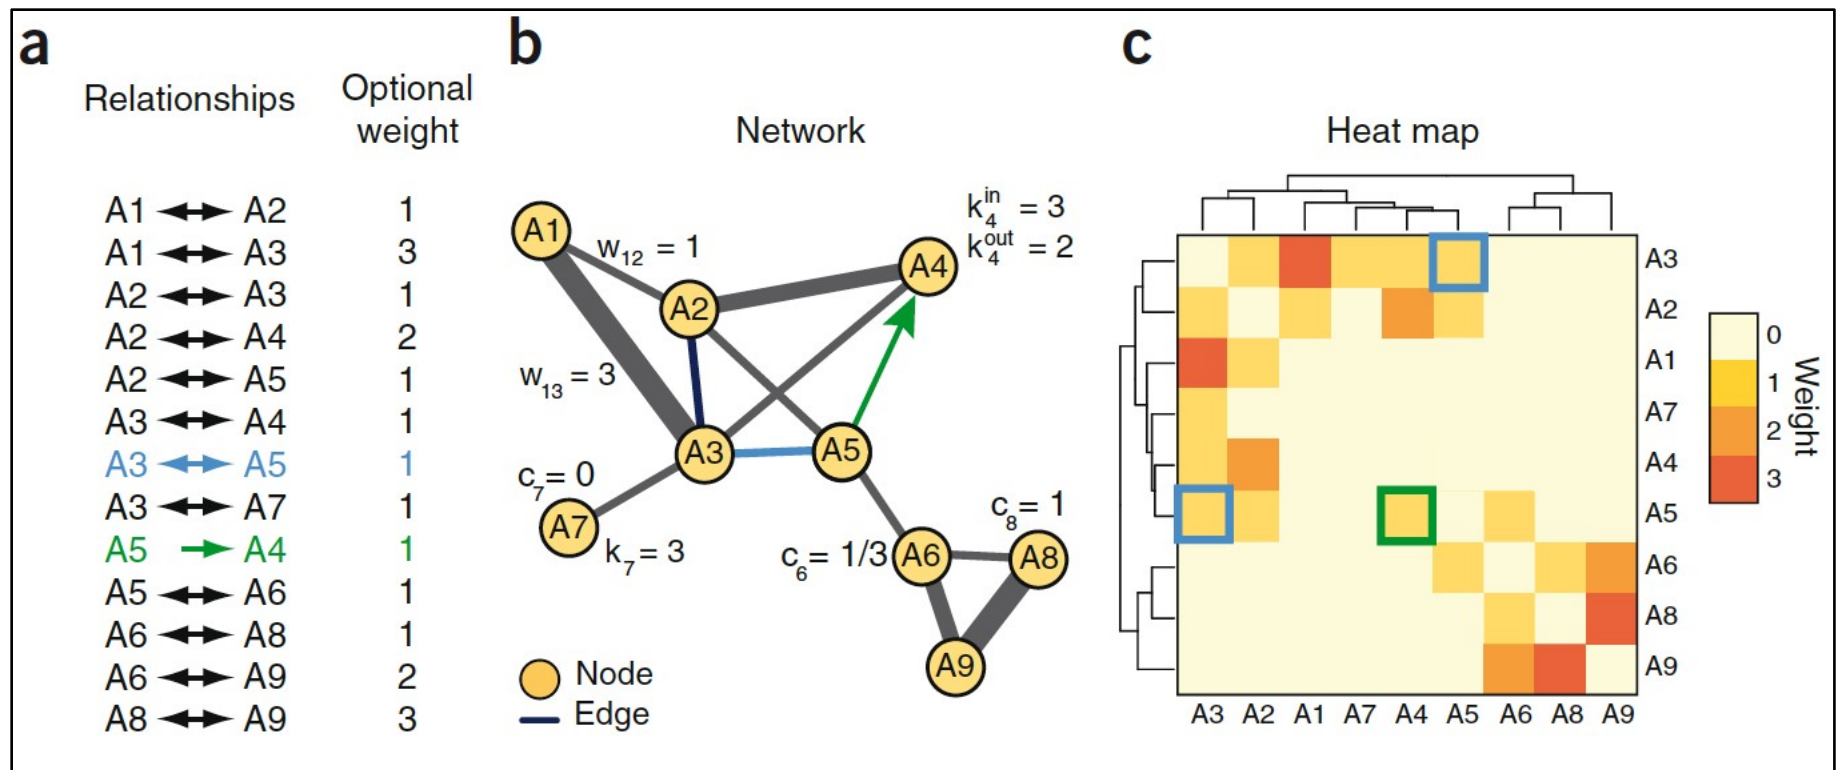 a
Relationships
Optional
weight
A1 A2 1
A1 A3 3
A2 A3 1
A2 A4 2
A2 A5 1
A3 A4 1
A3 A5 1
A3 A7 1
A5 A4 1
A5 A6 1
A6 A8 1
A6 A9 2
A8 A9 3
b
Network
A1
w12 = 1
k4in = 3
k4out = 2
A4
A2
w13 = 3
A3
A5
c7 = 0
A7
k7 = 3
c8 = 1
c6 = 1/3
A6
A8
A9
Node
Edge
c
Heat map
A3
A2
A1
A7
A4
A5
A6
A8
A9
A3 A2 A1 A7 A4 A5 A6 A8 A9
0
1
2
3
Weight